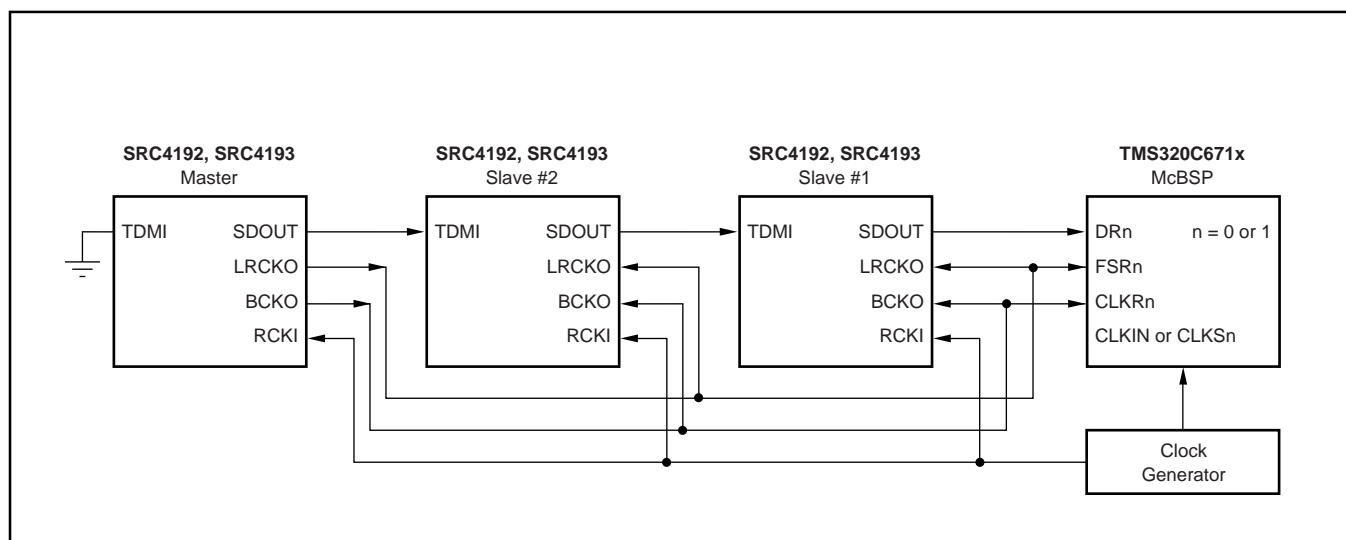 SRC4192, SRC4193
Master
TDMI
SDOUT
LRCKO
BCKO
RCKI
SRC4192, SRC4193
Slave #2
TDMI
SDOUT
LRCKO
BCKO
RCKI
SRC4192, SRC4193
Slave #1
TDMI
SDOUT
LRCKO
BCKO
RCKI
TMS320C671x
McBSP
DRn
n = 0 or 1
FSRn
CLKRn
CLKIN or CLKSn
Clock
Generator